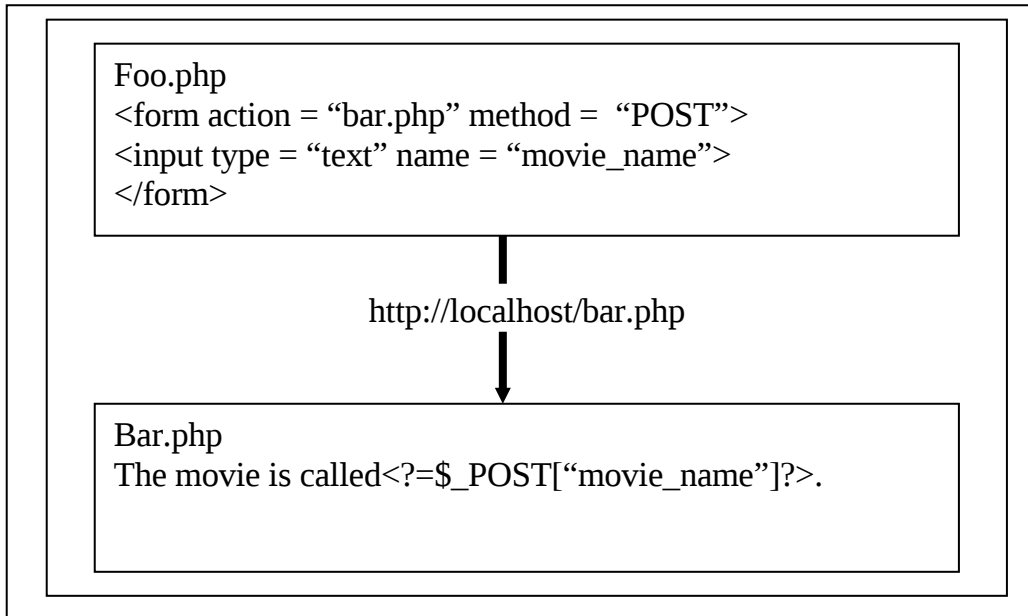 Foo.php
<form action = “bar.php” method =  “POST”>
<input type = “text” name = “movie_name”>
</form>
http://localhost/bar.php
Bar.php
The movie is called<?=$_POST[“movie_name”]?>.